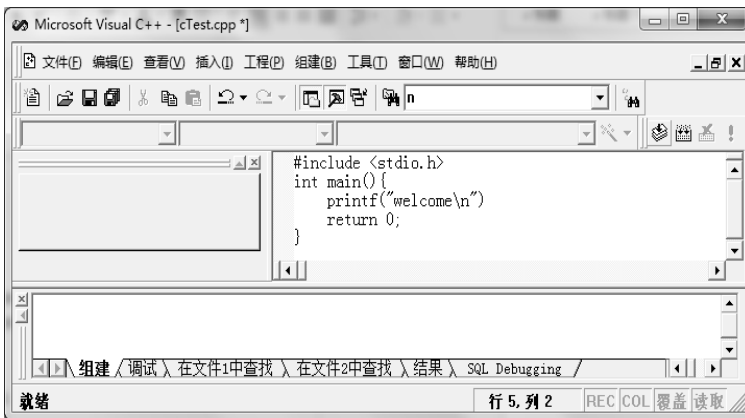 Microsoft Visual C++ - [cTest.cpp *]
文件(F) 编辑(E) 查看(V) 插入(I) 工程(P) 组建(B) 工具(T) 窗口(W) 帮助(H)
n
#include <stdio.h>
int main(){
    printf("welcome\n")
    return 0;
}
组建 调试 在文件1中查找 在文件2中查找 结果 SQL Debugging
就绪 行 5, 列 2 REC COL 覆盖 读取